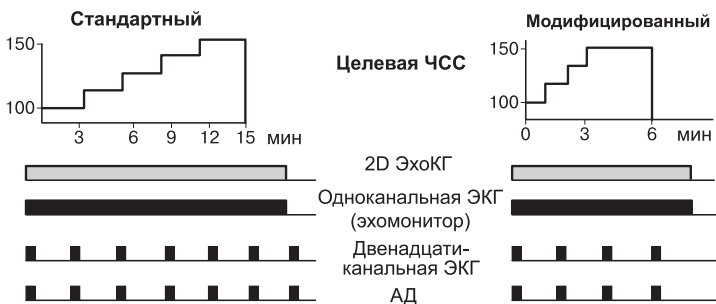 Стандартный
150
100
3 6 9 12 15 мин
Целевая ЧСС
Модифицированный
150
100
0 3 6 мин
2D ЭхоКГ
Одноканальная ЭКГ
(эхомонитор)
Двенадцати-
канальная ЭКГ
АД